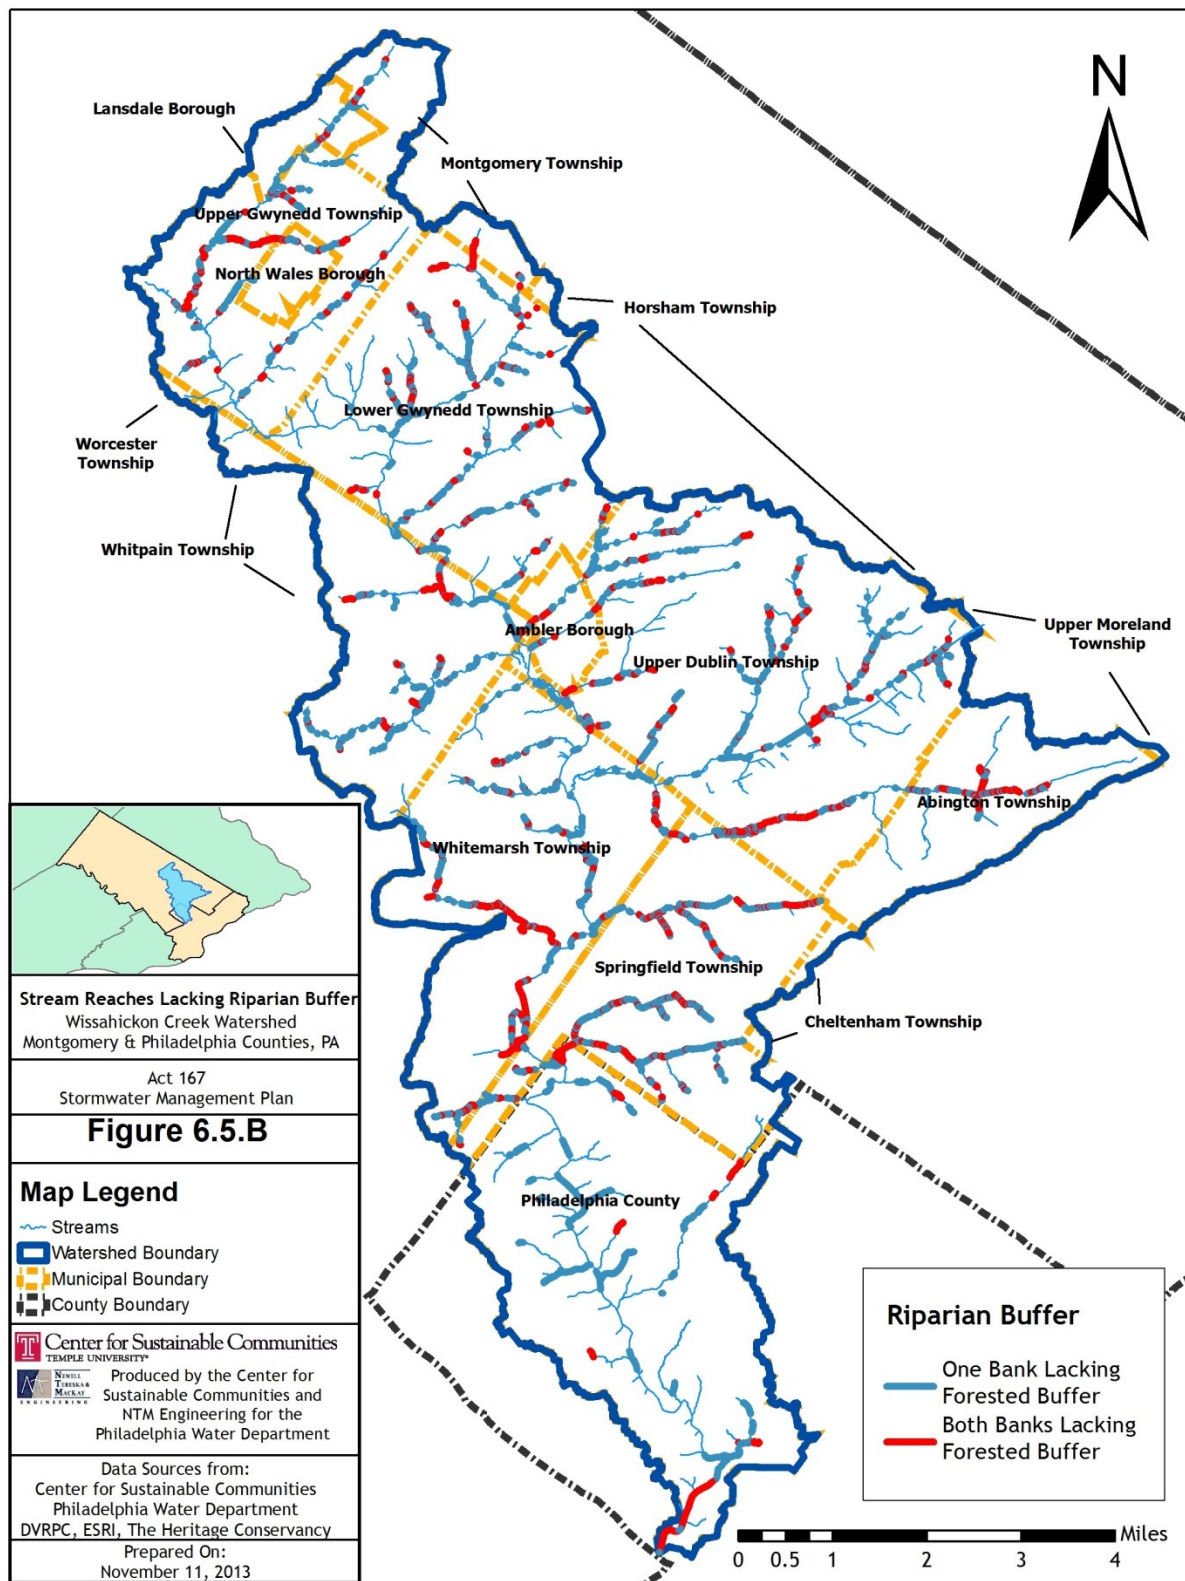 N
Lansdale Borough
Montgomery Township
Upper Gwynedd Township
North Wales Borough
Horsham Township
Lower Gwynedd Township
Worcester
Township
Whitpain Township
Ambler Borough
Upper Dublin Township
Upper Moreland
Township
Abington Township
Whitemarsh Township
Springfield Township
Cheltenham Township
Philadelphia County
Stream Reaches Lacking Riparian Buffer
Wissahickon Creek Watershed
Montgomery & Philadelphia Counties, PA
Act 167
Stormwater Management Plan
Figure 6.5.B
Map Legend
Streams
Watershed Boundary
Municipal Boundary
County Boundary
Center for Sustainable Communities
TEMPLE UNIVERSITY®
NEWELL
TERESKA &
MACKAY
ENGINEERING
Produced by the Center for
Sustainable Communities and
NTM Engineering for the
Philadelphia Water Department
Data Sources from:
Center for Sustainable Communities
Philadelphia Water Department
DVRPC, ESRI, The Heritage Conservancy
Prepared On:
November 11, 2013
Riparian Buffer
One Bank Lacking
Forested Buffer
Both Banks Lacking
Forested Buffer
Miles
0 0.5 1 2 3 4